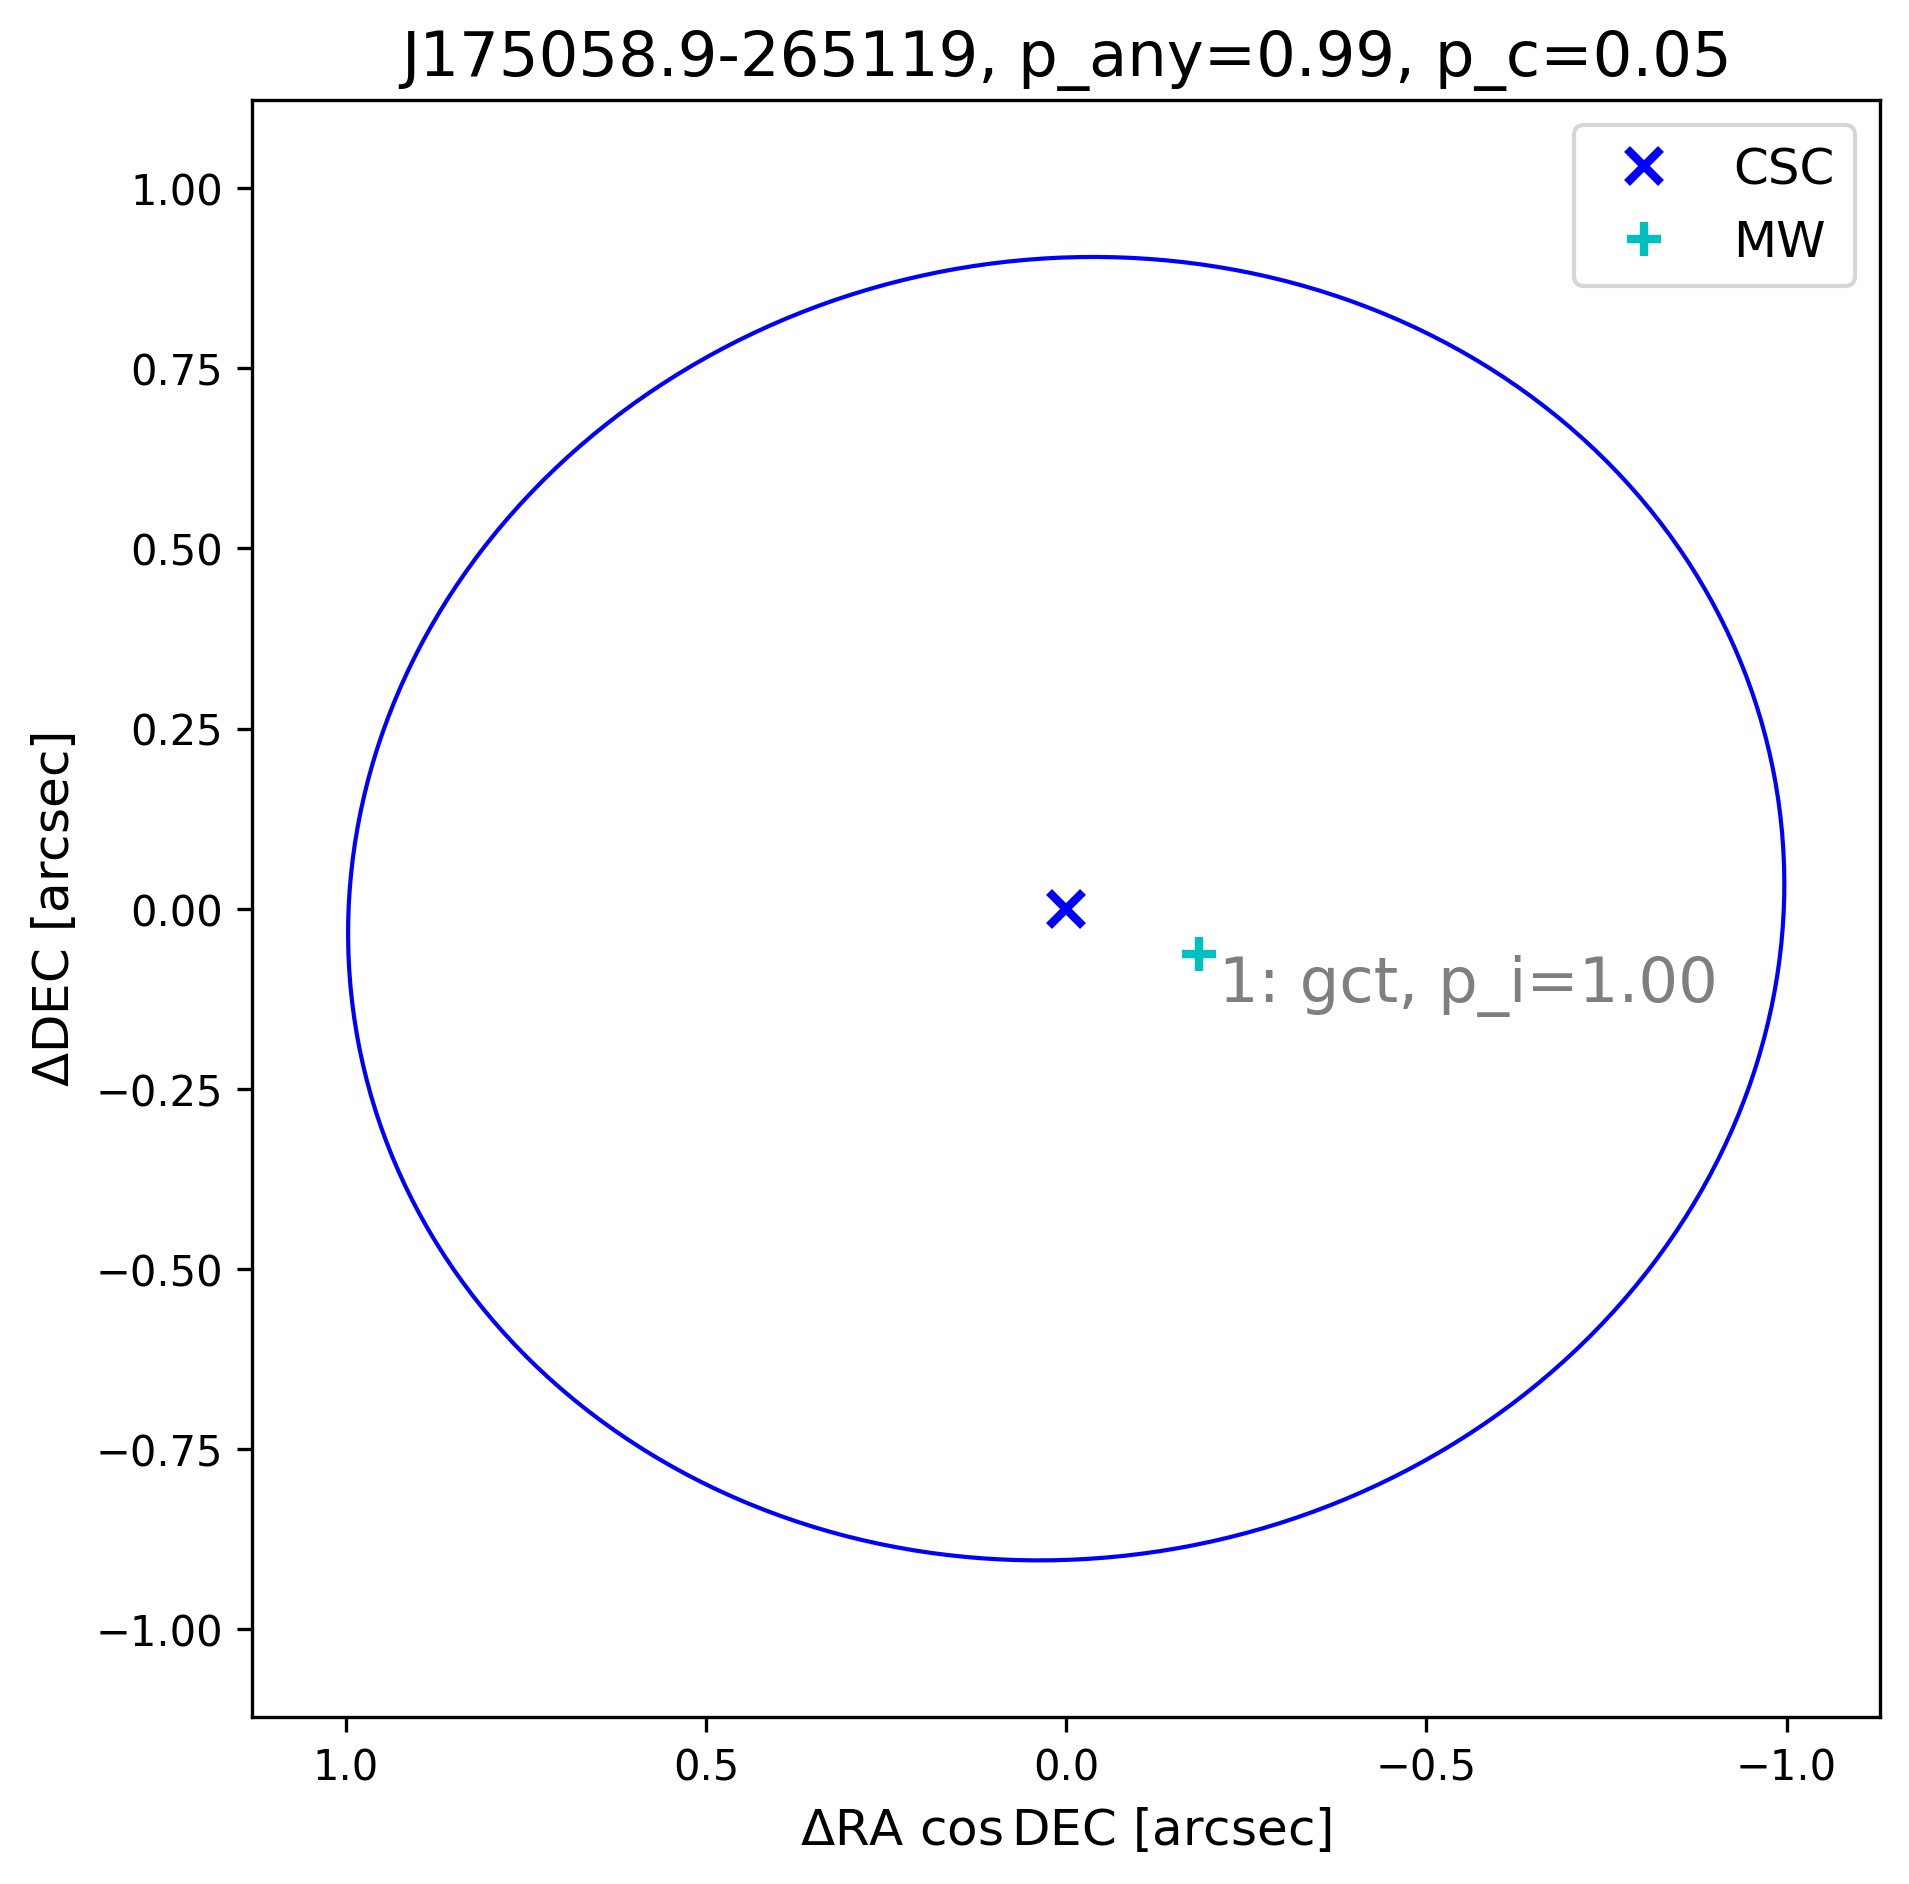 J175058.9-265119, p_any=0.99, p_c=0.05
CSC
MW
1.00
0.75
0.50
0.25
0.00
−0.25
−0.50
−0.75
−1.00
ΔDEC [arcsec]
1: gct, p_i=1.00
1.0 0.5 0.0 −0.5 −1.0
ΔRA cos DEC [arcsec]